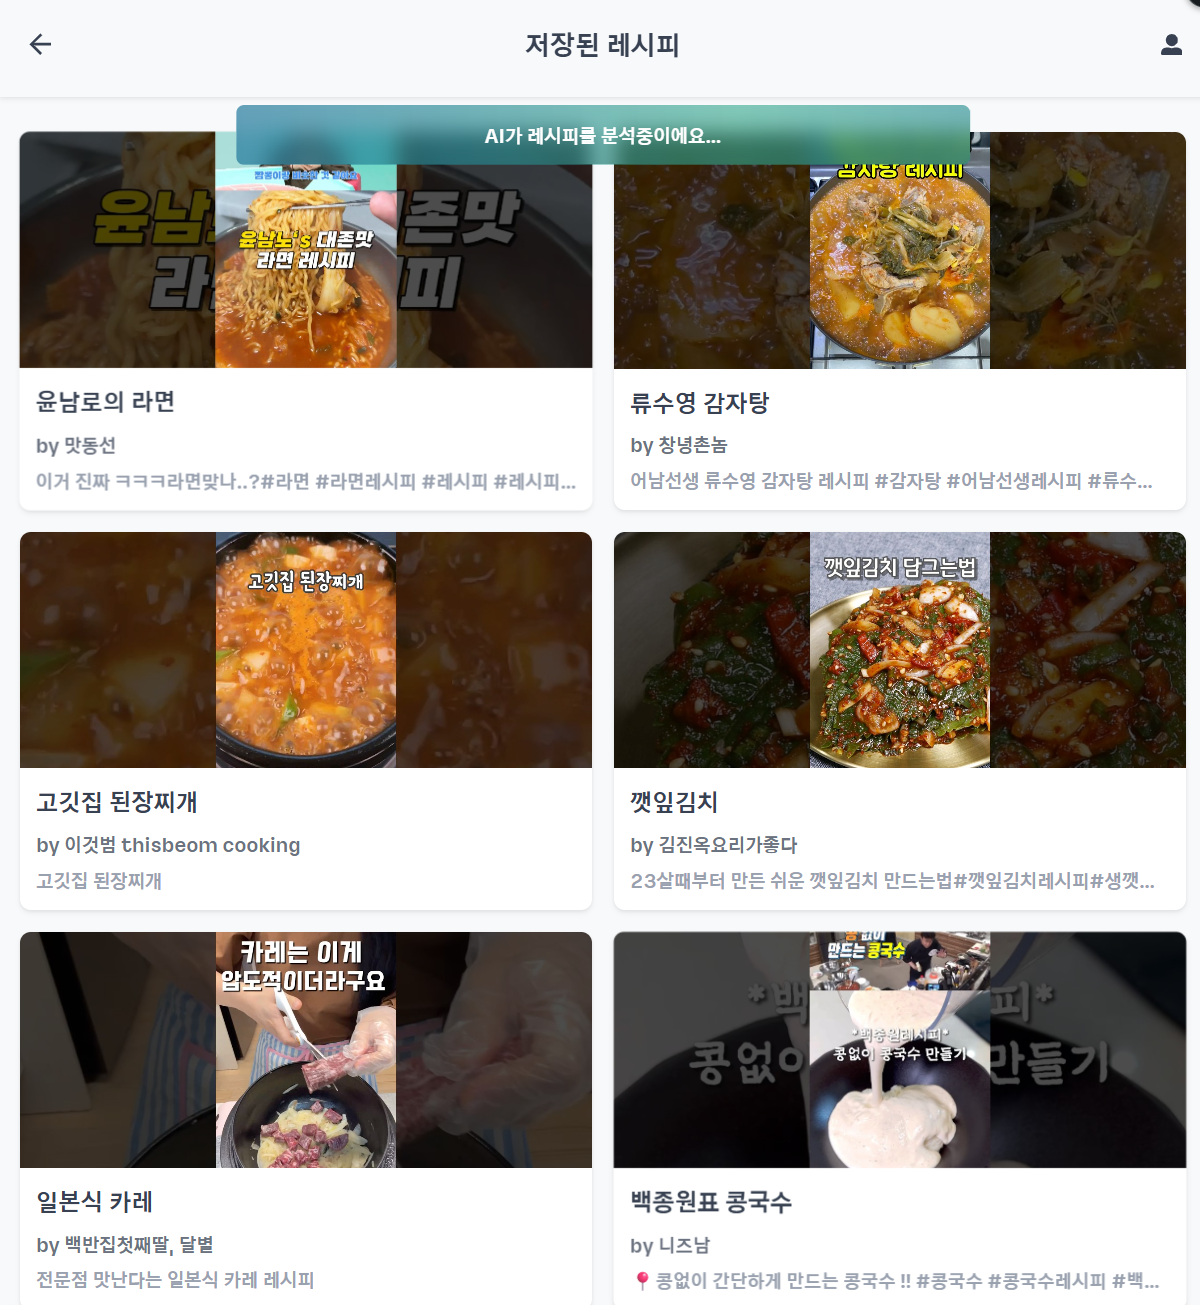 저장된 레시피
AI가 레시피를 분석중이에요...
윤남노's 대존맛
라면 레시피
윤남로의 라면
by 맛동선
이거 진짜 ㅋㅋㅋ라면맞나..?#라면 #라면레시피 #레시피 #레시피...
감자탕 레시피
류수영 감자탕
by 창녕촌놈
어남선생 류수영 감자탕 레시피 #감자탕 #어남선생레시피 #류수...
고깃집 된장찌개
고깃집 된장찌개
by 이것범 thisbeom cooking
고깃집 된장찌개
깻잎김치 담그는법
깻잎김치
by 김진옥요리가좋다
23살때부터 만든 쉬운 깻잎김치 만드는법#깻잎김치레시피#생깻...
카레는 이게
압도적이더라구요
일본식 카레
by 백반집첫째딸, 달별
전문점 맛난다는 일본식 카레 레시피
콩 없이
만드는 콩국수
*백종원레시피*
콩없이 콩국수 만들기
백종원표 콩국수
by 니즈남
콩없이 간단하게 만드는 콩국수 !! #콩국수 #콩국수레시피 #백...